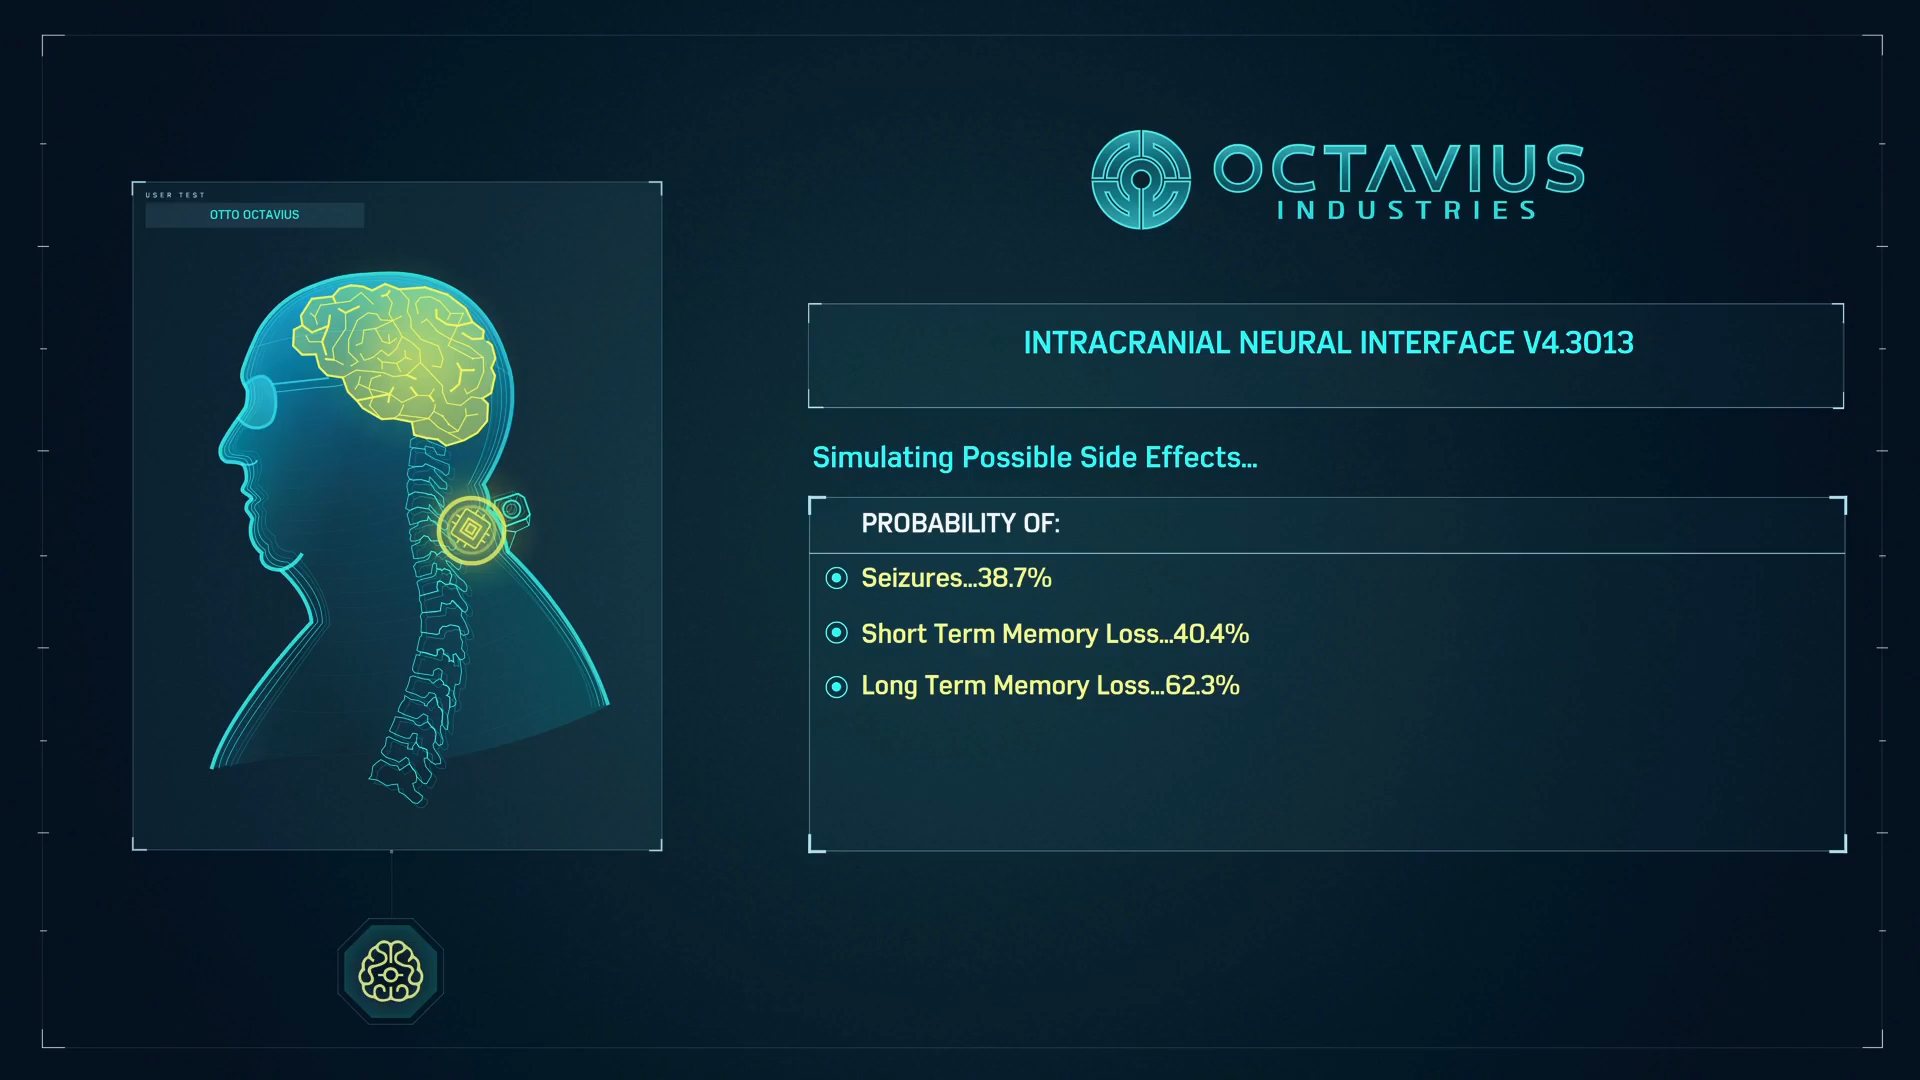 USER TEST
OTTO OCTAVIUS
OCTAVIUS
INDUSTRIES
INTRACRANIAL NEURAL INTERFACE V4.3013
Simulating Possible Side Effects...
PROBABILITY OF:
Seizures...38.7%
Short Term Memory Loss...40.4%
Long Term Memory Loss...62.3%